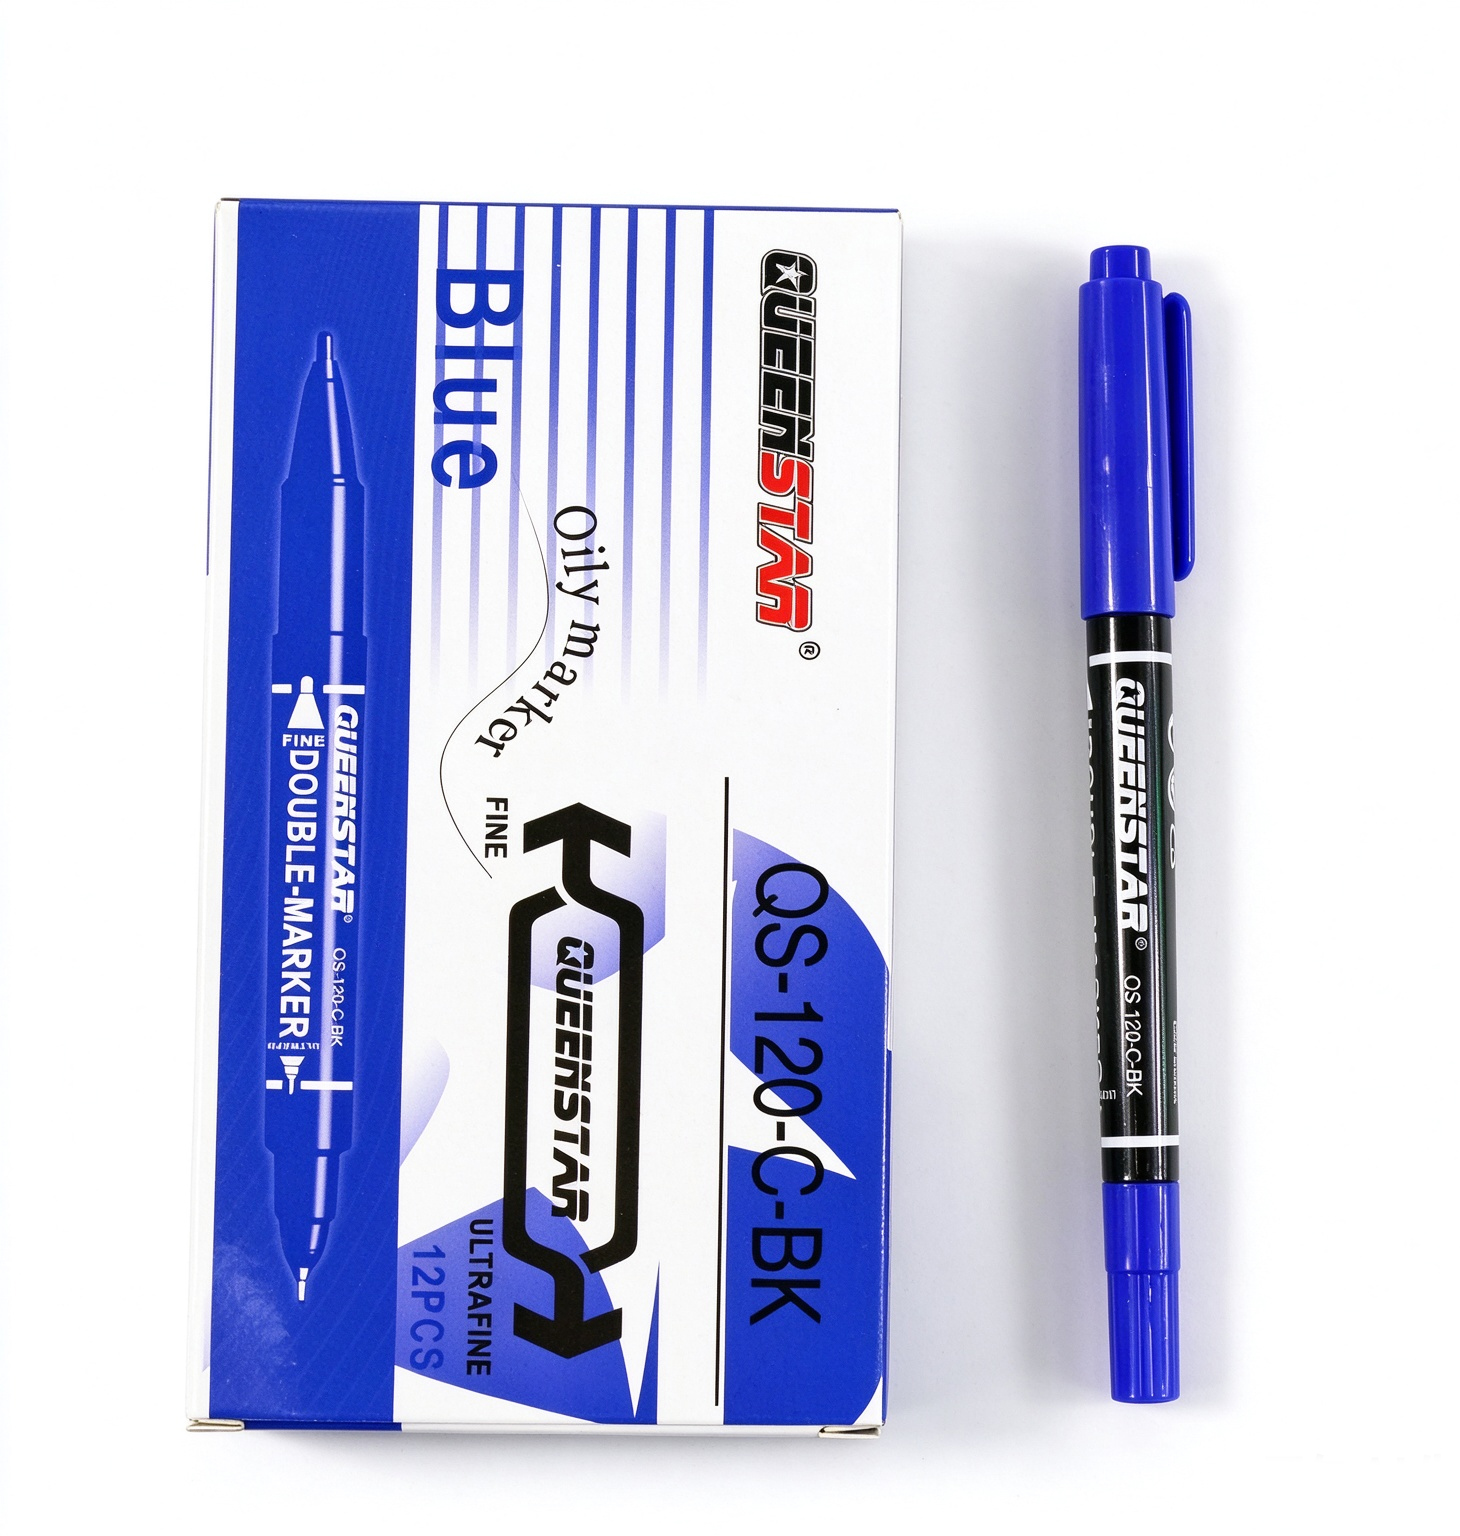 QUEENSTAR®
QS-120-C-BK
Blue
Oily marker
FINE
QUEENSTAR
ULTRAFINE
12PCS
QUEENSTAR®
QS-120-C-BK
FINE
DOUBLE-MARKER
QUEENSTAR®
QS 120-C-BK